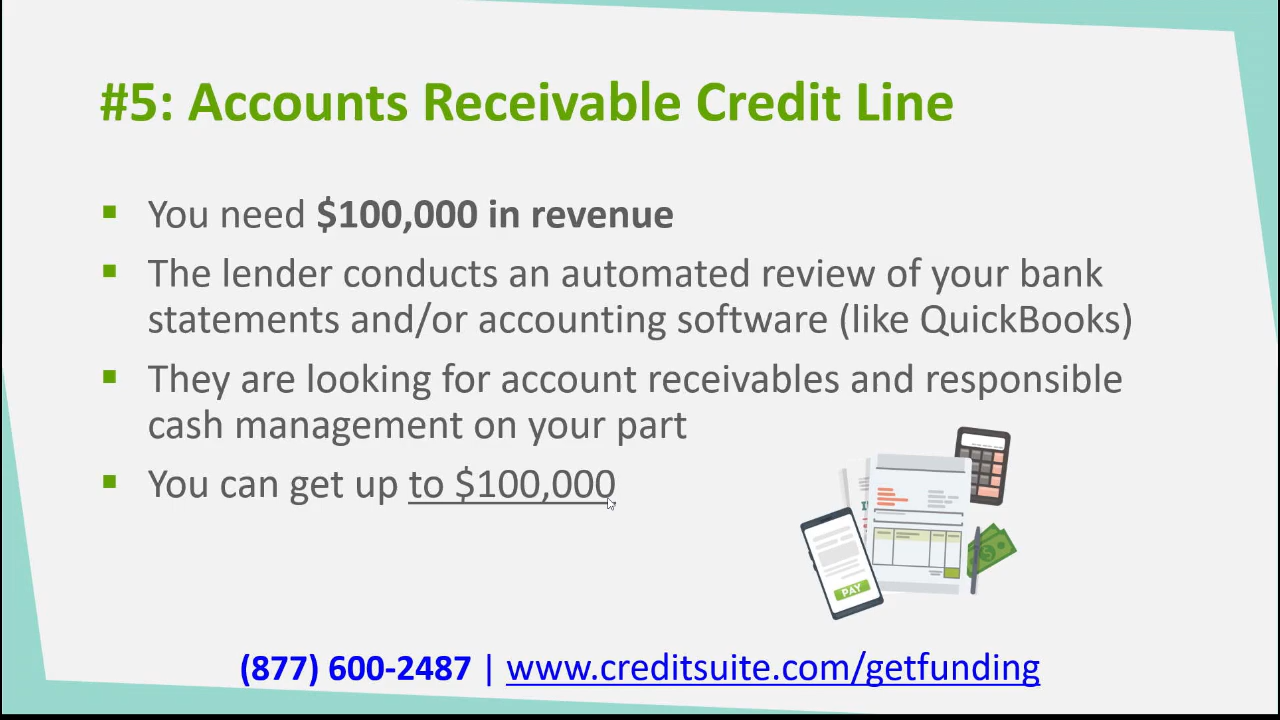 #5: Accounts Receivable Credit Line
▪ You need $100,000 in revenue
▪ The lender conducts an automated review of your bank
statements and/or accounting software (like QuickBooks)
▪ They are looking for account receivables and responsible
cash management on your part
▪ You can get up to $100,000
PAY
(877) 600-2487 | www.creditsuite.com/getfunding